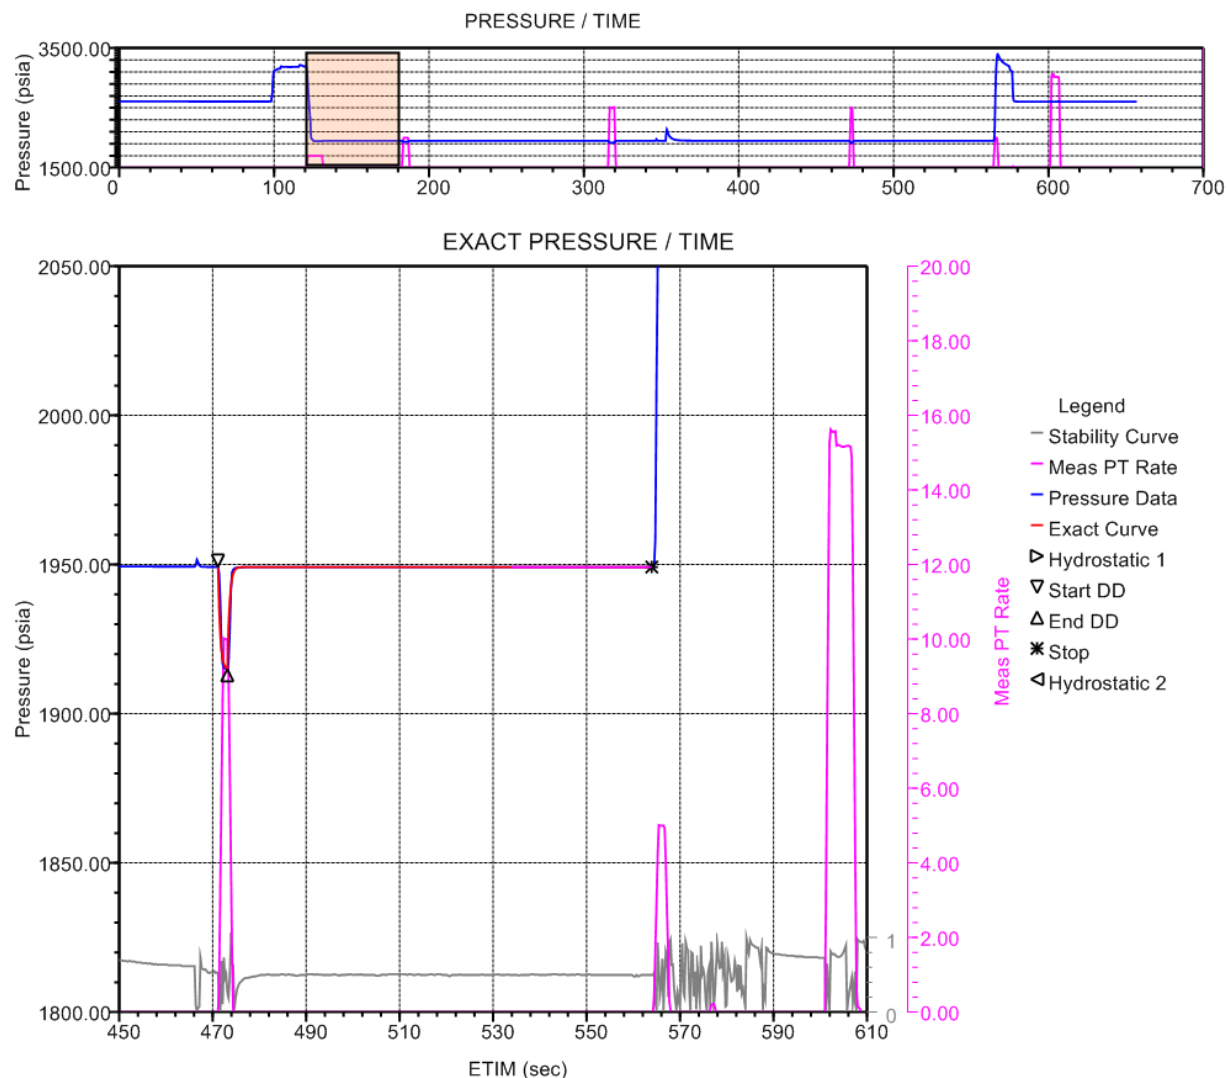 PRESSURE / TIME
3500.00
1500.00
Pressure (psia)
0 100 200 300 400 500 600 700
EXACT PRESSURE / TIME
2050.00
2000.00
1950.00
1900.00
1850.00
1800.00
Pressure (psia)
450 470 490 510 530 550 570 590 610
ETIM (sec)
1
0
20.00
18.00
16.00
14.00
12.00
10.00
8.00
6.00
4.00
2.00
0.00
Meas PT Rate
Legend
Stability Curve
Meas PT Rate
Pressure Data
Exact Curve
Hydrostatic 1
Start DD
End DD
Stop
Hydrostatic 2